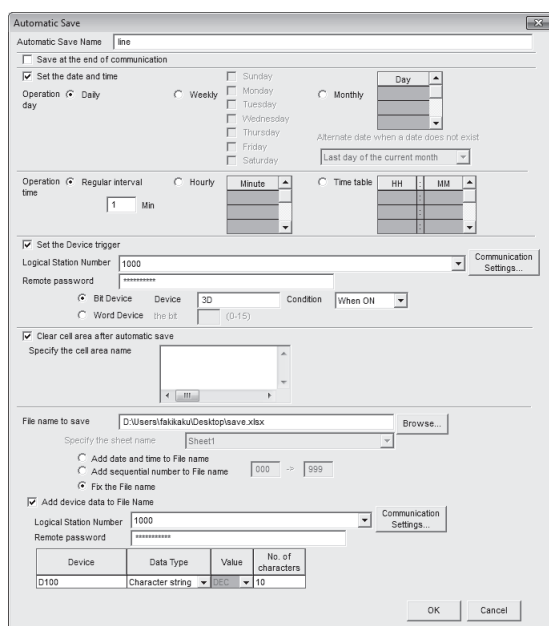 Automatic Save
Automatic Save Name line
Save at the end of communication
Set the date and time
Operation day Daily Weekly Monthly
Sunday
Monday
Tuesday
Wednesday
Thursday
Friday
Saturday
Day
Alternate date when a date does not exist
Last day of the current month
Operation time Regular interval Hourly Minute Time table HH : MM
1 Min
:
:
:
Set the Device trigger
Logical Station Number 1000 Communication Settings...
Remote password **********
Bit Device Device 3D Condition When ON
Word Device the bit (0-15)
Clear cell area after automatic save
Specify the cell area name
File name to save D:\Users\fakikaku\Desktop\save.xlsx Browse...
Specify the sheet name Sheet1
Add date and time to File name
Add sequential number to File name 000 -> 999
Fix the File name
Add device data to File Name
Logical Station Number 1000 Communication Settings...
Remote password ***********
Device Data Type Value No. of characters
D100 Character string DEC 10
OK Cancel